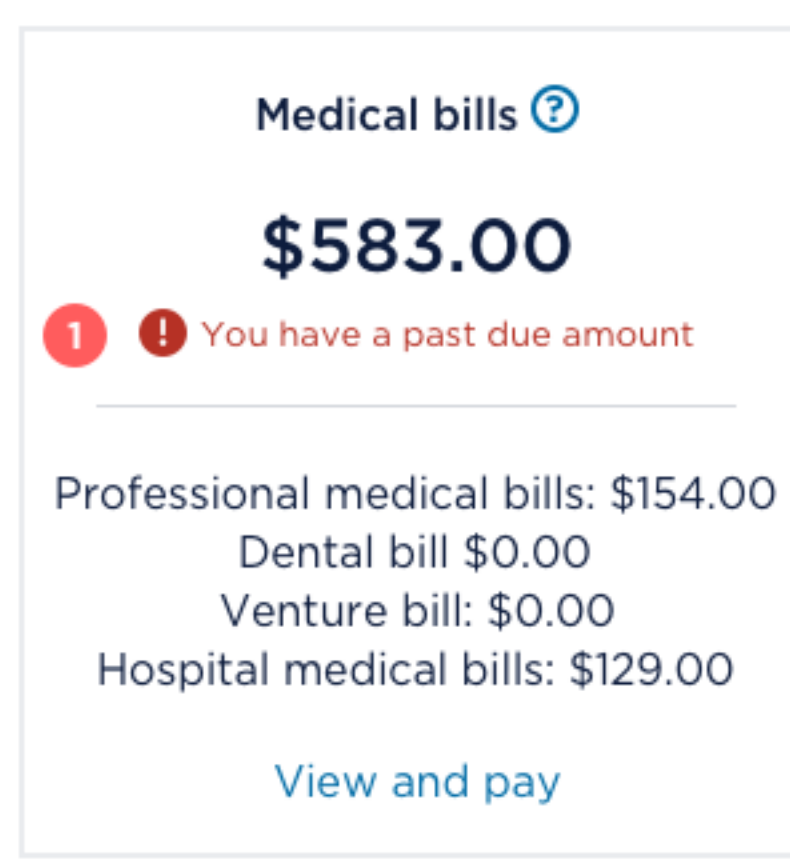 Medical bills ?
$583.00
1 ! You have a past due amount
Professional medical bills: $154.00
Dental bill $0.00
Venture bill: $0.00
Hospital medical bills: $129.00
View and pay